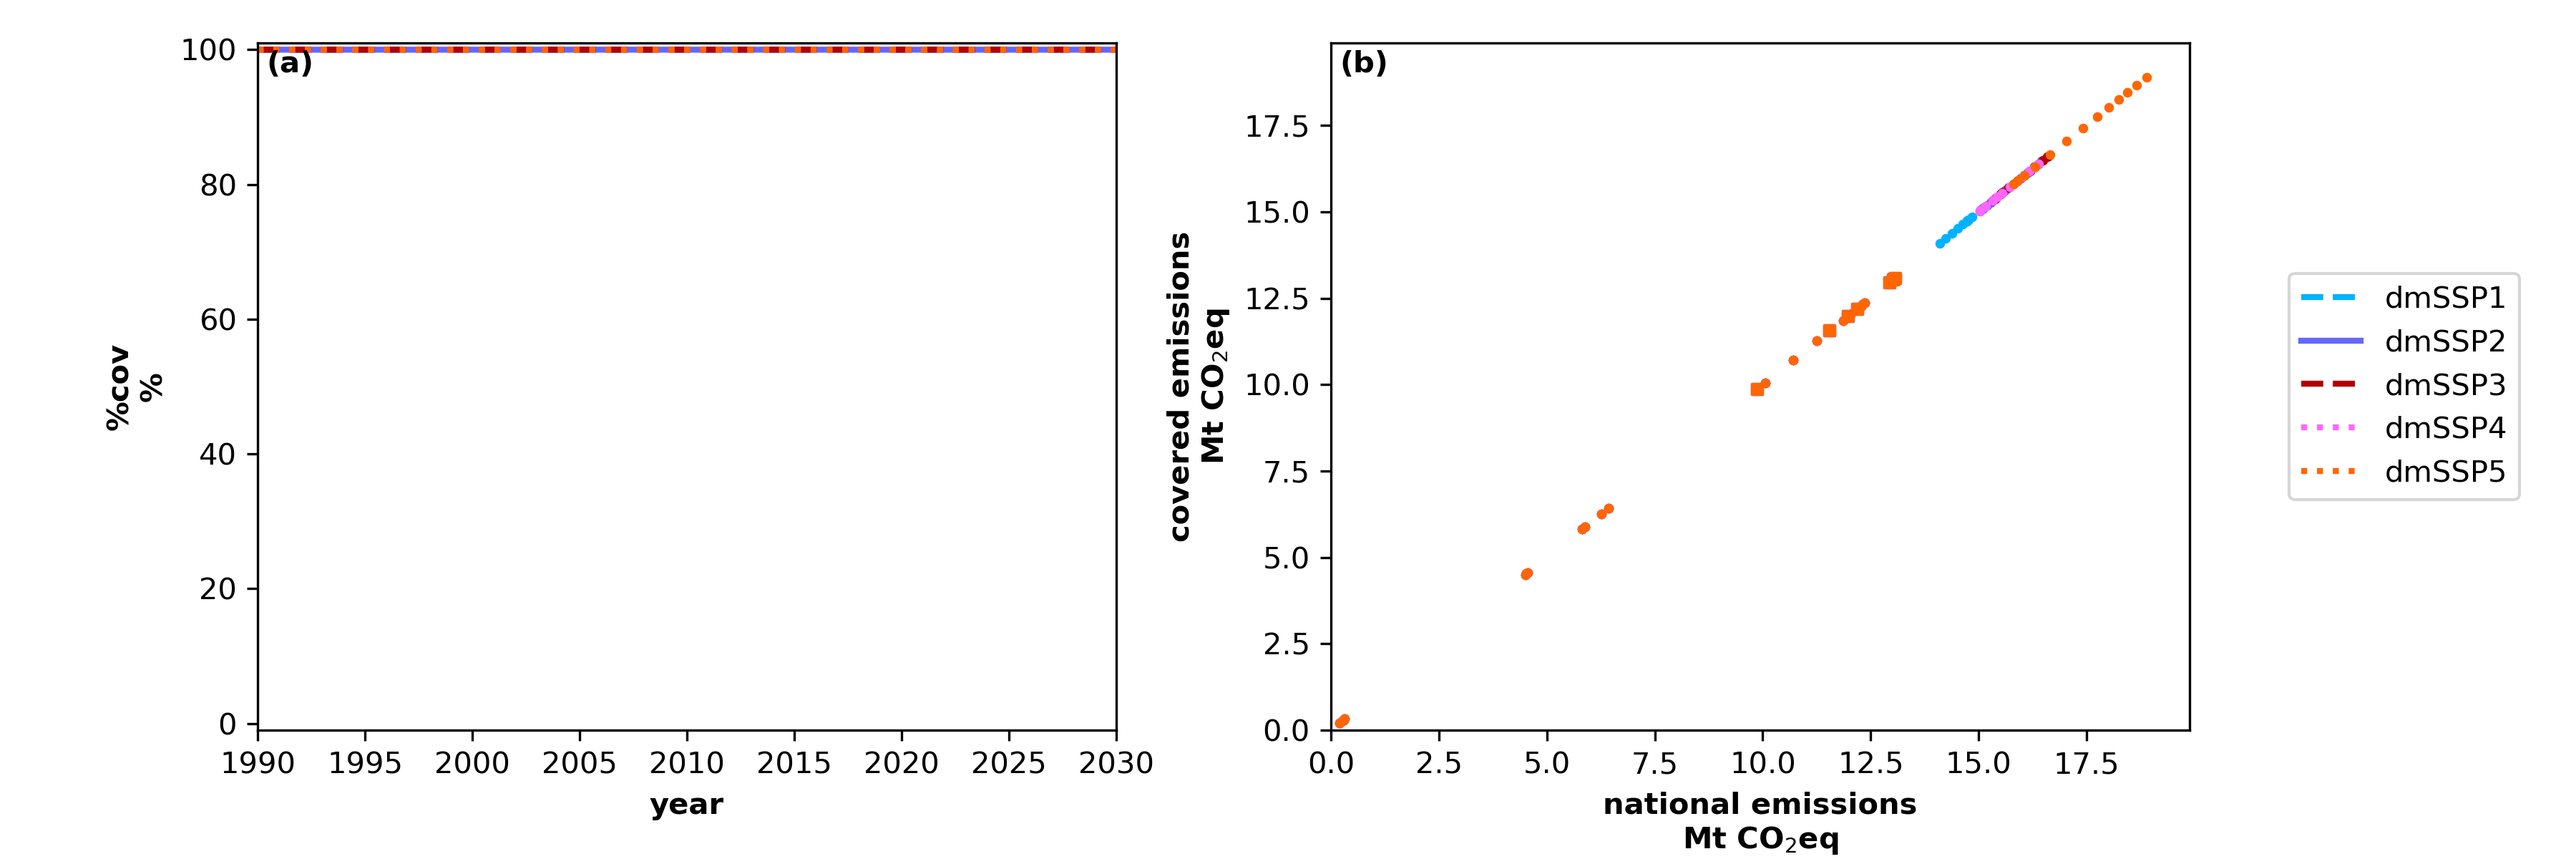 (a)
100
80
60
40
20
0
%cov
%
1990 1995 2000 2005 2010 2015 2020 2025 2030
year
(b)
17.5
15.0
12.5
10.0
7.5
5.0
2.5
0.0
covered emissions
Mt CO₂eq
0.0 2.5 5.0 7.5 10.0 12.5 15.0 17.5
national emissions
Mt CO₂eq
dmSSP1
dmSSP2
dmSSP3
dmSSP4
dmSSP5